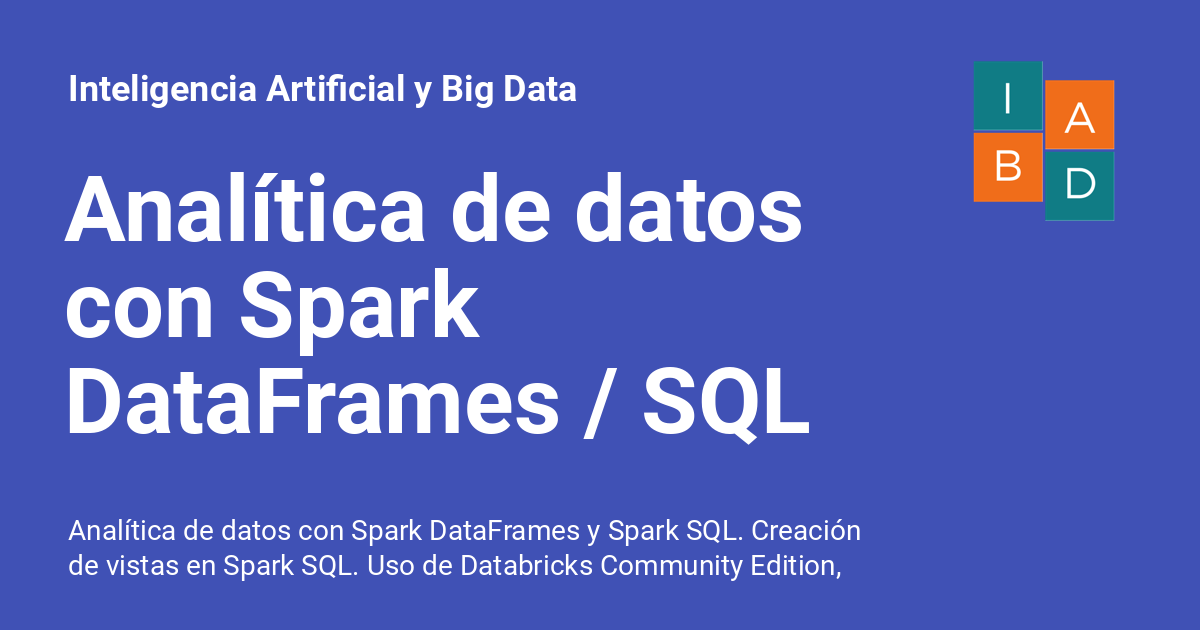 Inteligencia Artificial y Big Data
I
A
B
D
Analítica de datos
con Spark
DataFrames / SQL
Analítica de datos con Spark DataFrames y Spark SQL. Creación
de vistas en Spark SQL. Uso de Databricks Community Edition,